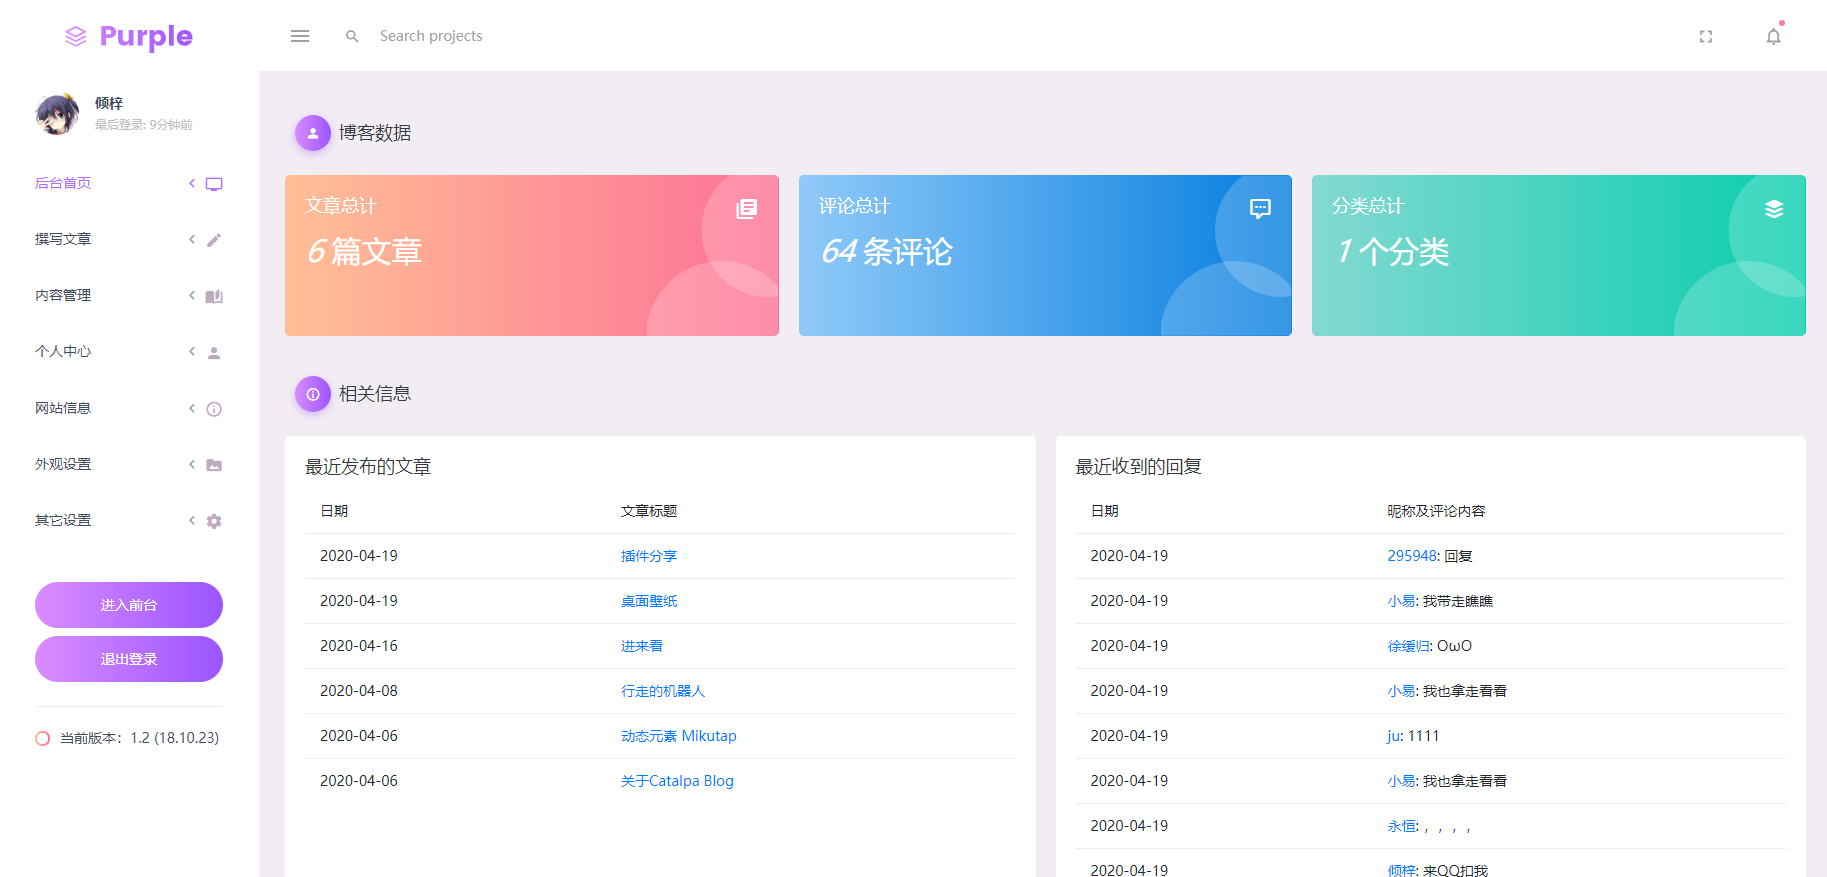 Purple
Search projects
倾梓
最后登录: 9分钟前
后台首页
撰写文章
内容管理
个人中心
网站信息
外观设置
其它设置
进入前台
退出登录
当前版本：1.2 (18.10.23)
博客数据
文章总计
6 篇文章
评论总计
64 条评论
分类总计
1 个分类
相关信息
最近发布的文章
日期 文章标题
2020-04-19 插件分享
2020-04-19 桌面壁纸
2020-04-16 进来看
2020-04-08 行走的机器人
2020-04-06 动态元素 Mikutap
2020-04-06 关于Catalpa Blog
最近收到的回复
日期 昵称及评论内容
2020-04-19 295948: 回复
2020-04-19 小易: 我带走瞧瞧
2020-04-19 徐缓归: OωO
2020-04-19 小易: 我也拿走看看
2020-04-19 ju: 1111
2020-04-19 小易: 我也拿走看看
2020-04-19 永恒: ，，，，
2020-04-19 倾梓: 来QQ扣我